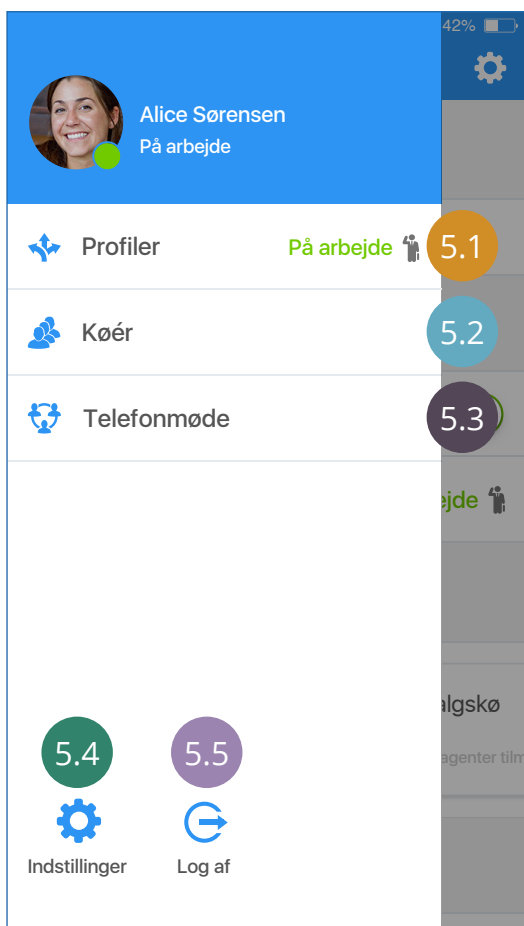 42%
Alice Sørensen
På arbejde
Profiler
På arbejde
5.1
Køér
5.2
Telefonmøde
5.3
ejde
algskø
agenter tilm
5.4
5.5
Indstillinger
Log af